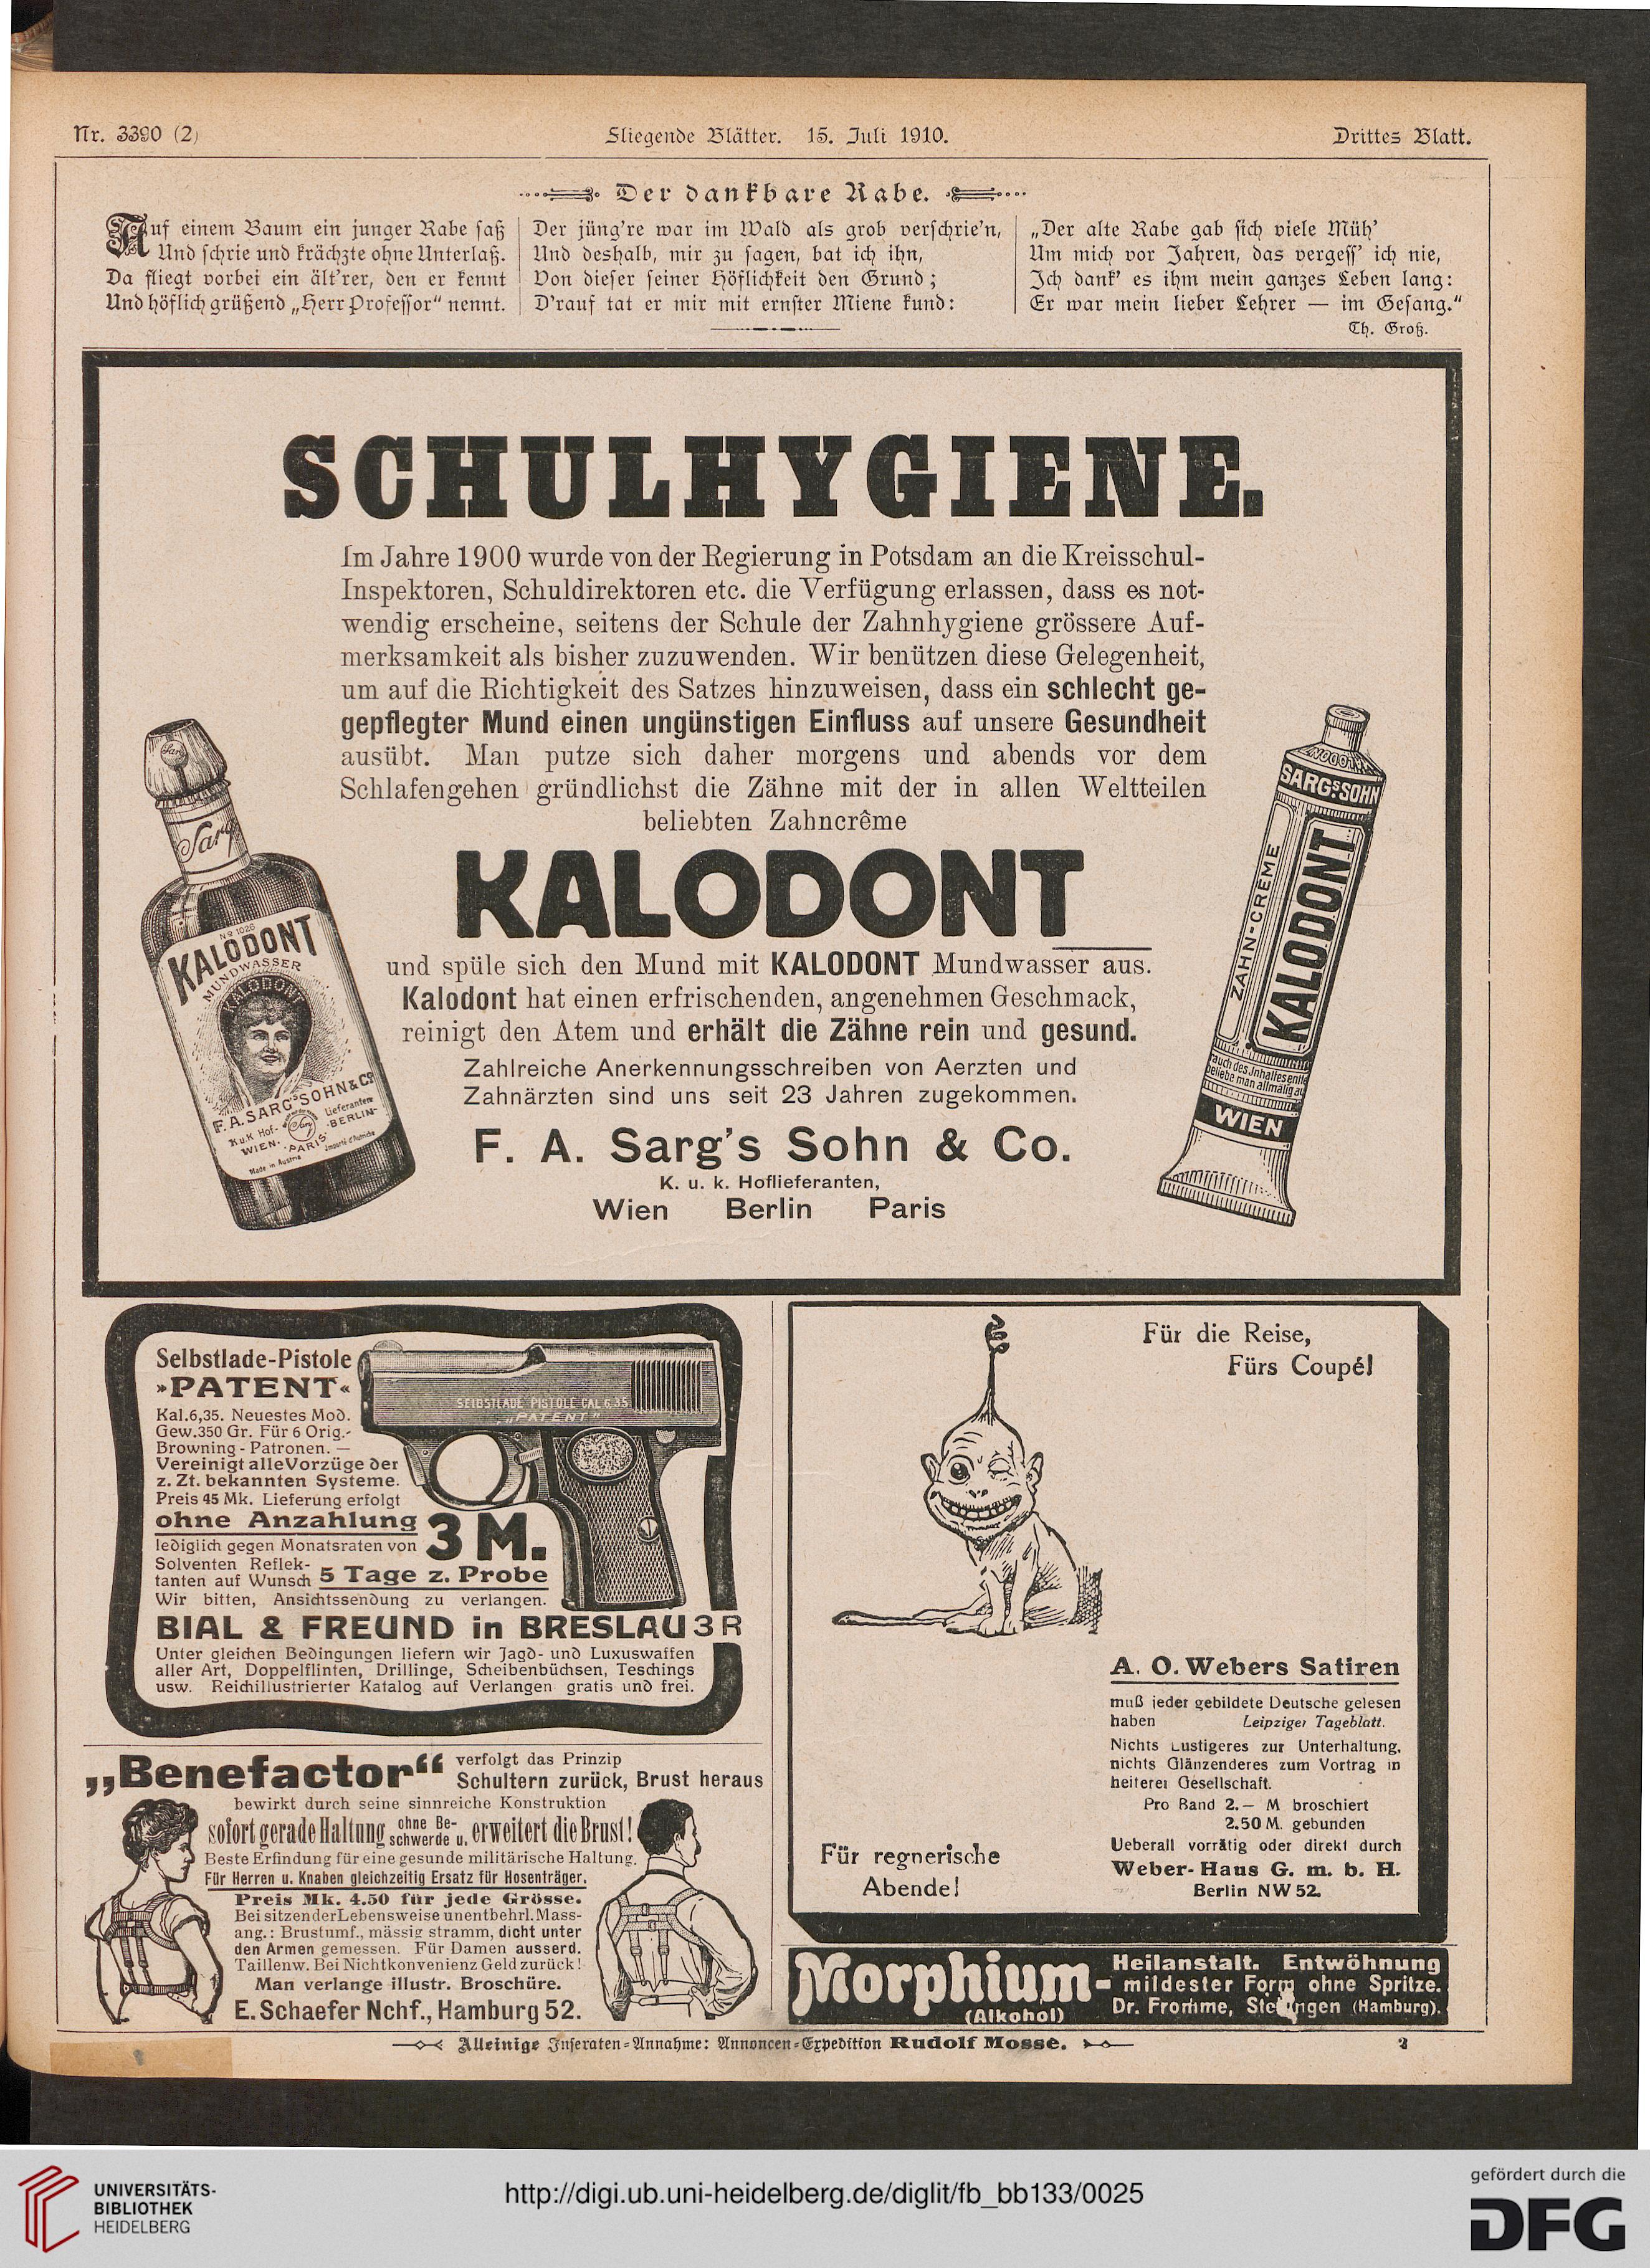 Nr. 3390 (2)
Fliegende Blätter. 15. Juli 1910.
Drittes Blatt.
Der dankbare Rabe.
Auf einem Baum ein junger Rabe saß
Und schrie und krächzte ohne Unterlaß.
Da fliegt vorbei ein ält'rer, den er kennt
Und höflich grüßend „Herr Professor“ nennt.
Der jüng're war im Wald als grob verschrie'n,
Und deshalb, mir zu sagen, bat ich ihn,
Von dieser seiner Höflichkeit den Grund;
D'rauf tat er mir mit ernster Miene kund:
„Der alte Rabe gab sich viele Müh'
Um mich vor Jahren, das vergess' ich nie,
Ich dank' es ihm mein ganzes Leben lang:
Er war mein lieber Lehrer — im Gesang.“
Th. Groß.
SCHULHYGIENE.
Im Jahre 1900 wurde von der Regierung in Potsdam an die Kreisschul-
Inspektoren, Schuldirektoren etc. die Verfügung erlassen, dass es not-
wendig erscheine, seitens der Schule der Zahnhygiene grössere Auf-
merksamkeit als bisher zuzuwenden. Wir benützen diese Gelegenheit,
um auf die Richtigkeit des Satzes hinzuweisen, dass ein schlecht ge-
gepflegter Mund einen ungünstigen Einfluss auf unsere Gesundheit
ausübt. Man putze sich daher morgens und abends vor dem
Schlafengehen gründlichst die Zähne mit der in allen Weltteilen
beliebten Zahncrême
KALODONT
und spüle sich den Mund mit KALODONT Mundwasser aus.
Kalodont hat einen erfrischenden, angenehmen Geschmack,
reinigt den Atem und erhält die Zähne rein und gesund.
Zahlreiche Anerkennungsschreiben von Aerzten und
Zahnärzten sind uns seit 23 Jahren zugekommen.
F. A. Sarg's Sohn & Co.
K. u. k. Hoflieferanten,
Wien Berlin Paris
Sarg
Sarg
No 1026
KALODONT
MUNDWASSER
KALODONT
F. A. SARG'S SOHN & Co
K.u.K Hof- Lieferanten
WIEN. PARIS. BERLIN
Made in Austria
SARG'S SOHN
ZAHN-CRÈME
KALODONT
auch des Jnhaltes
beliebe man allmälig
WIEN
Selbstlade-Pistole
»PATENT«
Kal.6,35. Neuestes Mod.
Gew.350 Gr. Für 6 Orig.-
Browning - Patronen. —
Vereinigt alle Vorzüge der
z. Zt. bekannten Systeme.
Preis 45 Mk. Lieferung erfolgt
ohne Anzahlung
lediglich gegen Monatsraten von 3 M.
Solventen Reflek-
tanten auf Wunsch 5 Tage z. Probe
Wir bitten, Ansichtssendung zu verlangen.
BIAL & FREUND in BRESLAU 3 R
Unter gleichen Bedingungen liefern wir Jagd- und Luxuswaffen
aller Art, Doppelflinten, Drillinge, Scheibenbüchsen, Teschings
usw. Reichillustrierter Katalog auf Verlangen gratis und frei.
SELBSTLADE PISTOLE CAL 6,35
„PATENT“
„Benefactor“ verfolgt das Prinzip
Schultern zurück, Brust heraus
bewirkt durch seine sinnreiche Konstruktion
sofort gerade Haltung ohne Be-schwerde u. erweitert die Brust!
Beste Erfindung für eine gesunde militärische Haltung.
Für Herren u. Knaben gleichzeitig Ersatz für Hosenträger.
Preis Mk. 4.50 für jede Grösse.
Bei sitzender Lebensweise unentbehrl. Mass-
ang.: Brustumf., mässig stramm, dicht unter
den Armen gemessen. Für Damen ausserd.
Taillenw. Bei Nichtkonvenienz Geld zurück!
Man verlange illustr. Broschüre.
E. Schaefer Nchf., Hamburg 52.
Für die Reise,
Fürs Coupé!
A. O. Webers Satiren
muß jeder gebildete Deutsche gelesen
haben Leipziger Tageblatt.
Nichts Lustigeres zur Unterhaltung,
nichts Glänzenderes zum Vortrag in
heiterer Gesellschaft.
Pro Band 2.— M broschiert
2.50 M. gebunden
Ueberall vorrätig oder direkt durch
Weber-Haus G. m. b. H.
Berlin NW 52.
Für regnerische
Abende!
Morphium-
(Alkohol)
Heilanstalt. Entwöhnung
mildester Form ohne Spritze.
Dr. Fromme, Stellingen (Hamburg).
Alleinige Inseraten-Annahme: Annoncen-Expedition Rudolf Mosse.
2
UNIVERSITÄTS-
BIBLIOTHEK
HEIDELBERG
http://digi.ub.uni-heidelberg.de/diglit/fb_bb133/0025
gefördert durch die
DFG